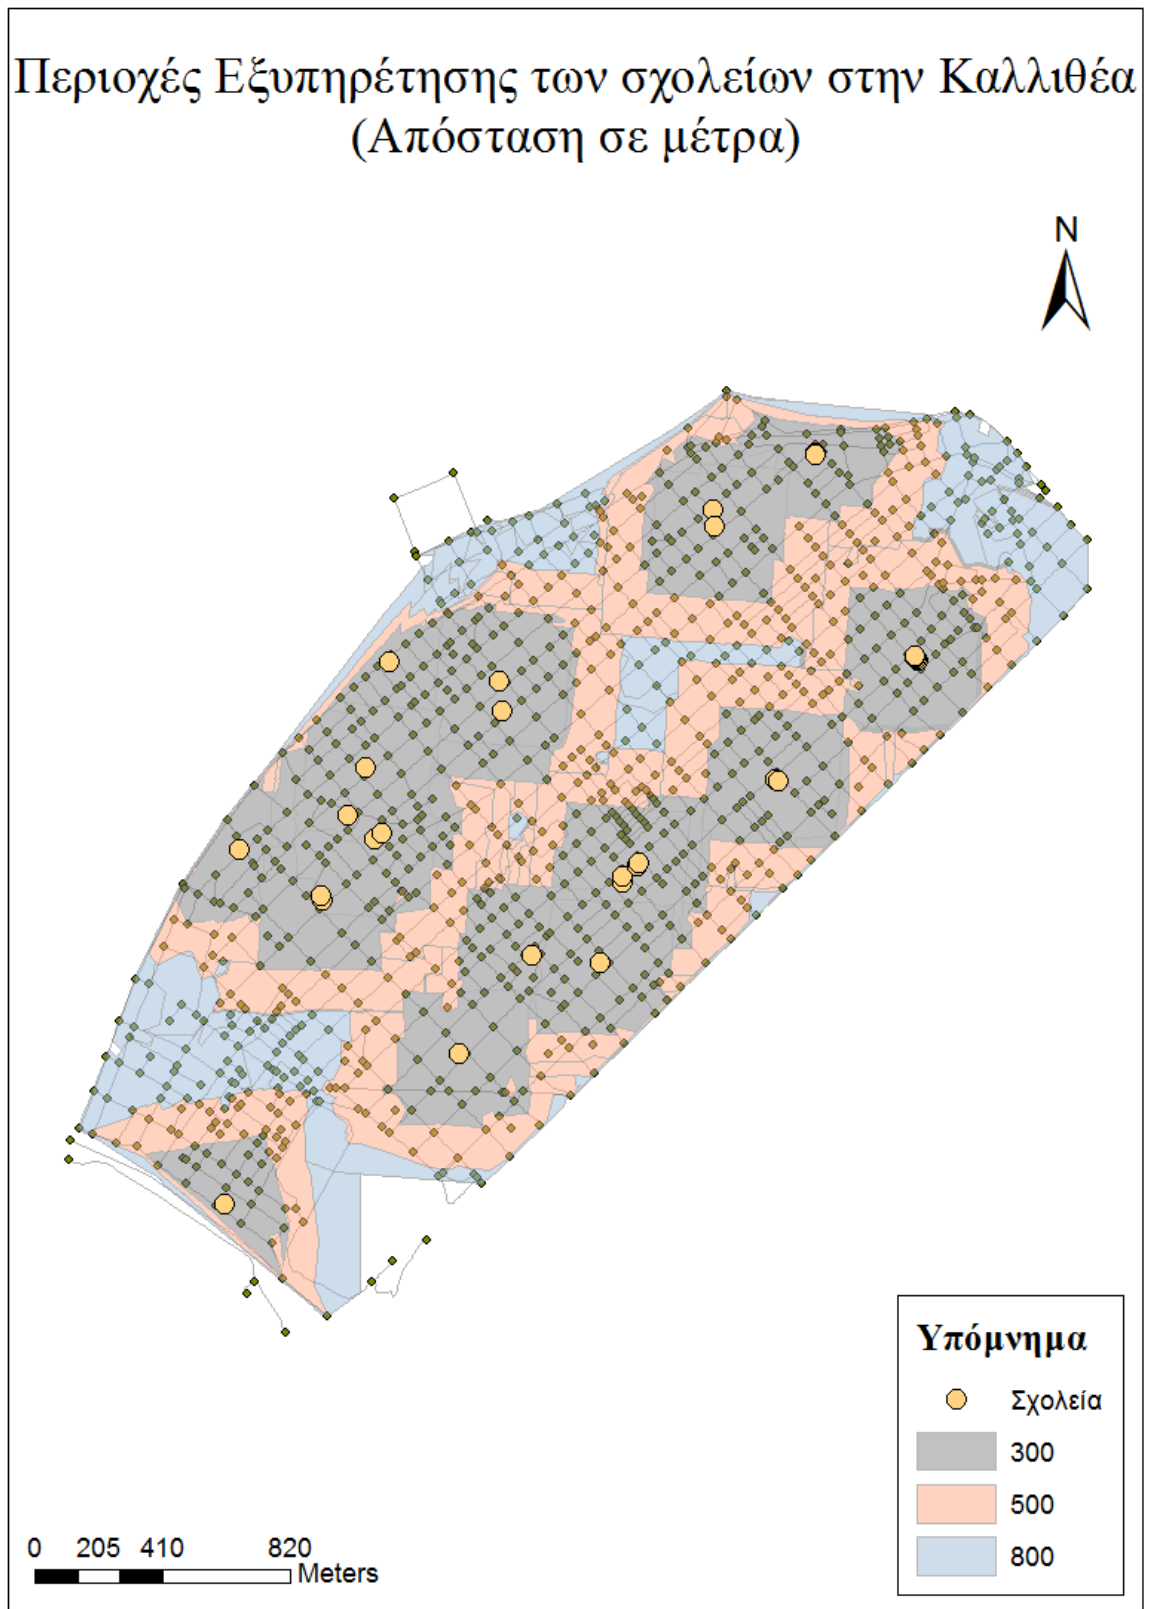 Περιοχές Εξυπηρέτησης των σχολείων στην Καλλιθέα
(Απόσταση σε μέτρα)
N
Υπόμνημα
Σχολεία
300
500
800
0 205 410 820
Meters